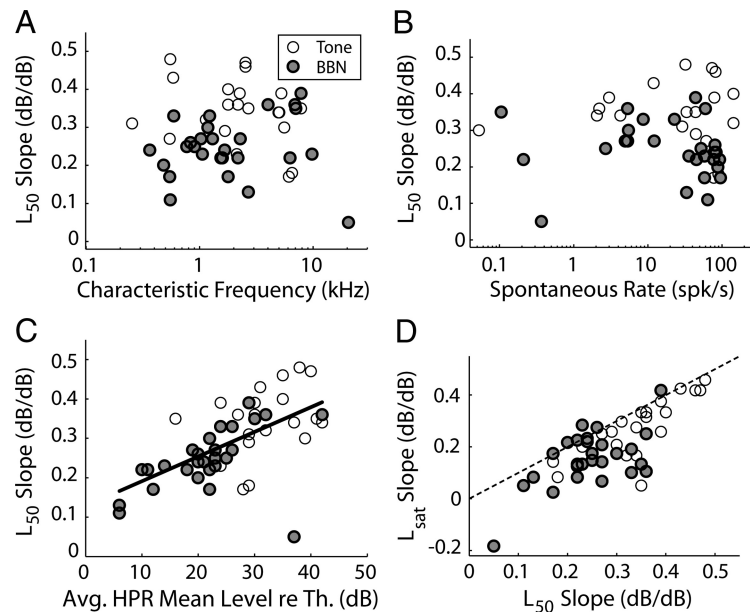 A
L50 Slope (dB/dB)
0.5
0.4
0.3
0.2
0.1
0
0.1
1
10
Characteristic Frequency (kHz)
Tone
BBN
B
L50 Slope (dB/dB)
0.5
0.4
0.3
0.2
0.1
0
0.1
1
10
100
Spontaneous Rate (spk/s)
C
L50 Slope (dB/dB)
0.5
0.4
0.3
0.2
0.1
0
0
10
20
30
40
50
Avg. HPR Mean Level re Th. (dB)
D
Lsat Slope (dB/dB)
0.4
0.2
0
-0.2
0
0.1
0.2
0.3
0.4
0.5
L50 Slope (dB/dB)